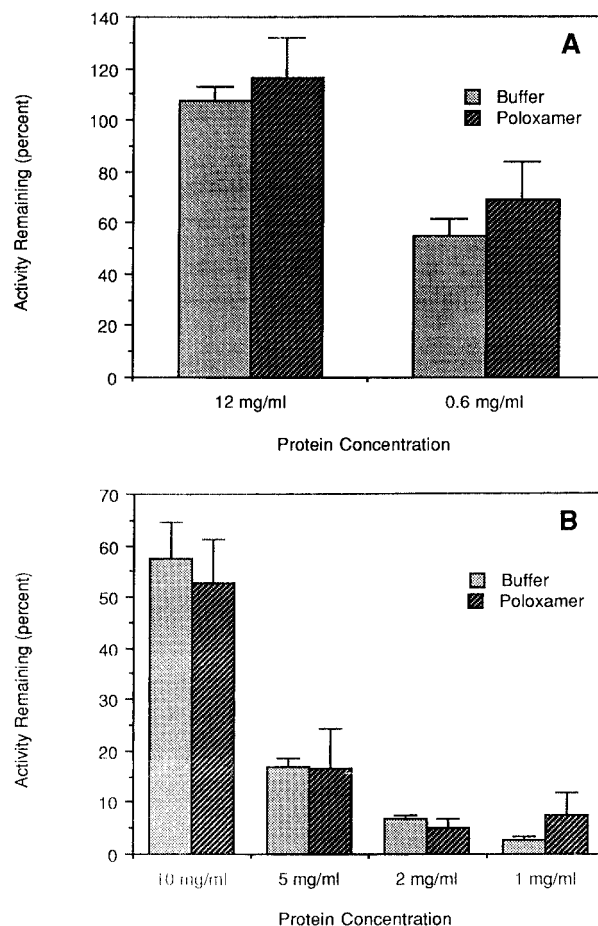 A
Activity Remaining (percent)
140
120
100
80
60
40
20
0
Buffer
Poloxamer
12 mg/ml
0.6 mg/ml
Protein Concentration
B
Activity Remaining (percent)
70
60
50
40
30
20
10
0
Buffer
Poloxamer
10 mg/ml
5 mg/ml
2 mg/ml
1 mg/ml
Protein Concentration